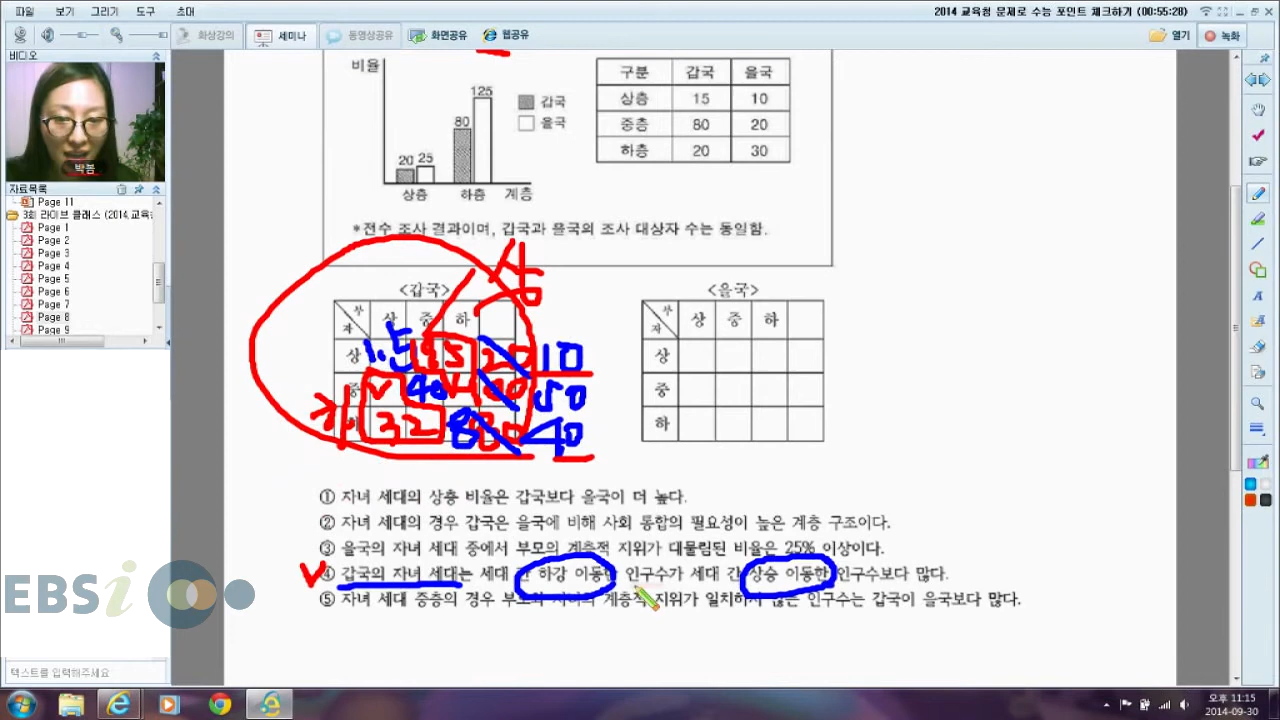 파일 보기 그리기 도구 초대
2014 교육청 문제로 수능 포인트 체크하기 (00:55:28)
화상강의 세미나 동영상공유 화면공유 웹공유 열기 녹화
비디오
박봄
자료목록
Page 11
3회 라이브 클래스 (2014,교육청
Page 1
Page 2
Page 3
Page 4
Page 5
Page 6
Page 7
Page 8
Page 9
텍스트를 입력해주세요
비율
125
80
20 25
상층 하층 계층
갑국
을국
구분 갑국 을국
상층 15 10
중층 80 20
하층 20 30
*전수 조사 결과이며, 갑국과 을국의 조사 대상자 수는 동일함.
상
<갑국>
부 자 상 중 하
상 1.5 20 10
중 40 50
하 32 8 40
하
<을국>
부 자 상 중 하
상
중
하
① 자녀 세대의 상층 비율은 갑국보다 을국이 더 높다.
② 자녀 세대의 경우 갑국은 을국에 비해 사회 통합의 필요성이 높은 계층 구조이다.
③ 을국의 자녀 세대 중에서 부모의 계층적 지위가 대물림된 비율은 25% 이상이다.
④ 갑국의 자녀 세대는 세대 간 하강 이동한 인구수가 세대 간 상승 이동한 인구수보다 많다.
⑤ 자녀 세대 중층의 경우 부모와 자녀의 계층적 지위가 일치하지 않는 인구수는 갑국이 을국보다 많다.
EBSi
오후 11:15
2014-09-30